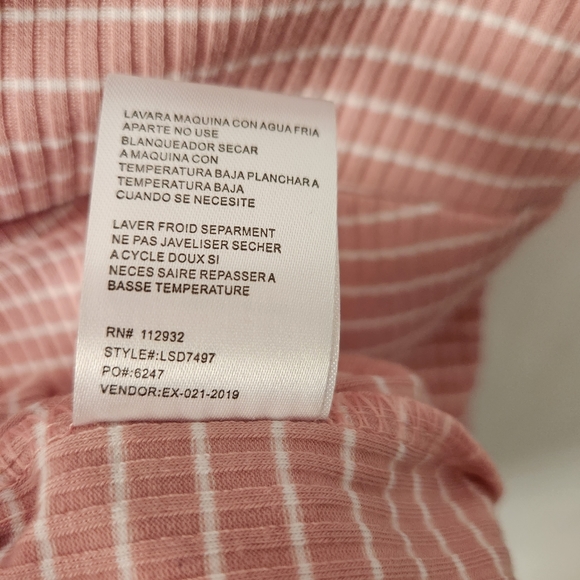 LAVARA MAQUINA CON AGUA FRIA
APARTE NO USE
BLANQUEADOR SECAR
A MAQUINA CON
TEMPERATURA BAJA PLANCHAR A
TEMPERATURA BAJA
CUANDO SE NECESITE
LAVER FROID SEPARMENT
NE PAS JAVELISER SECHER
A CYCLE DOUX SI
NECES SAIRE REPASSER A
BASSE TEMPERATURE
RN# 112932
STYLE#:LSD7497
PO#:6247
VENDOR:EX-021-2019